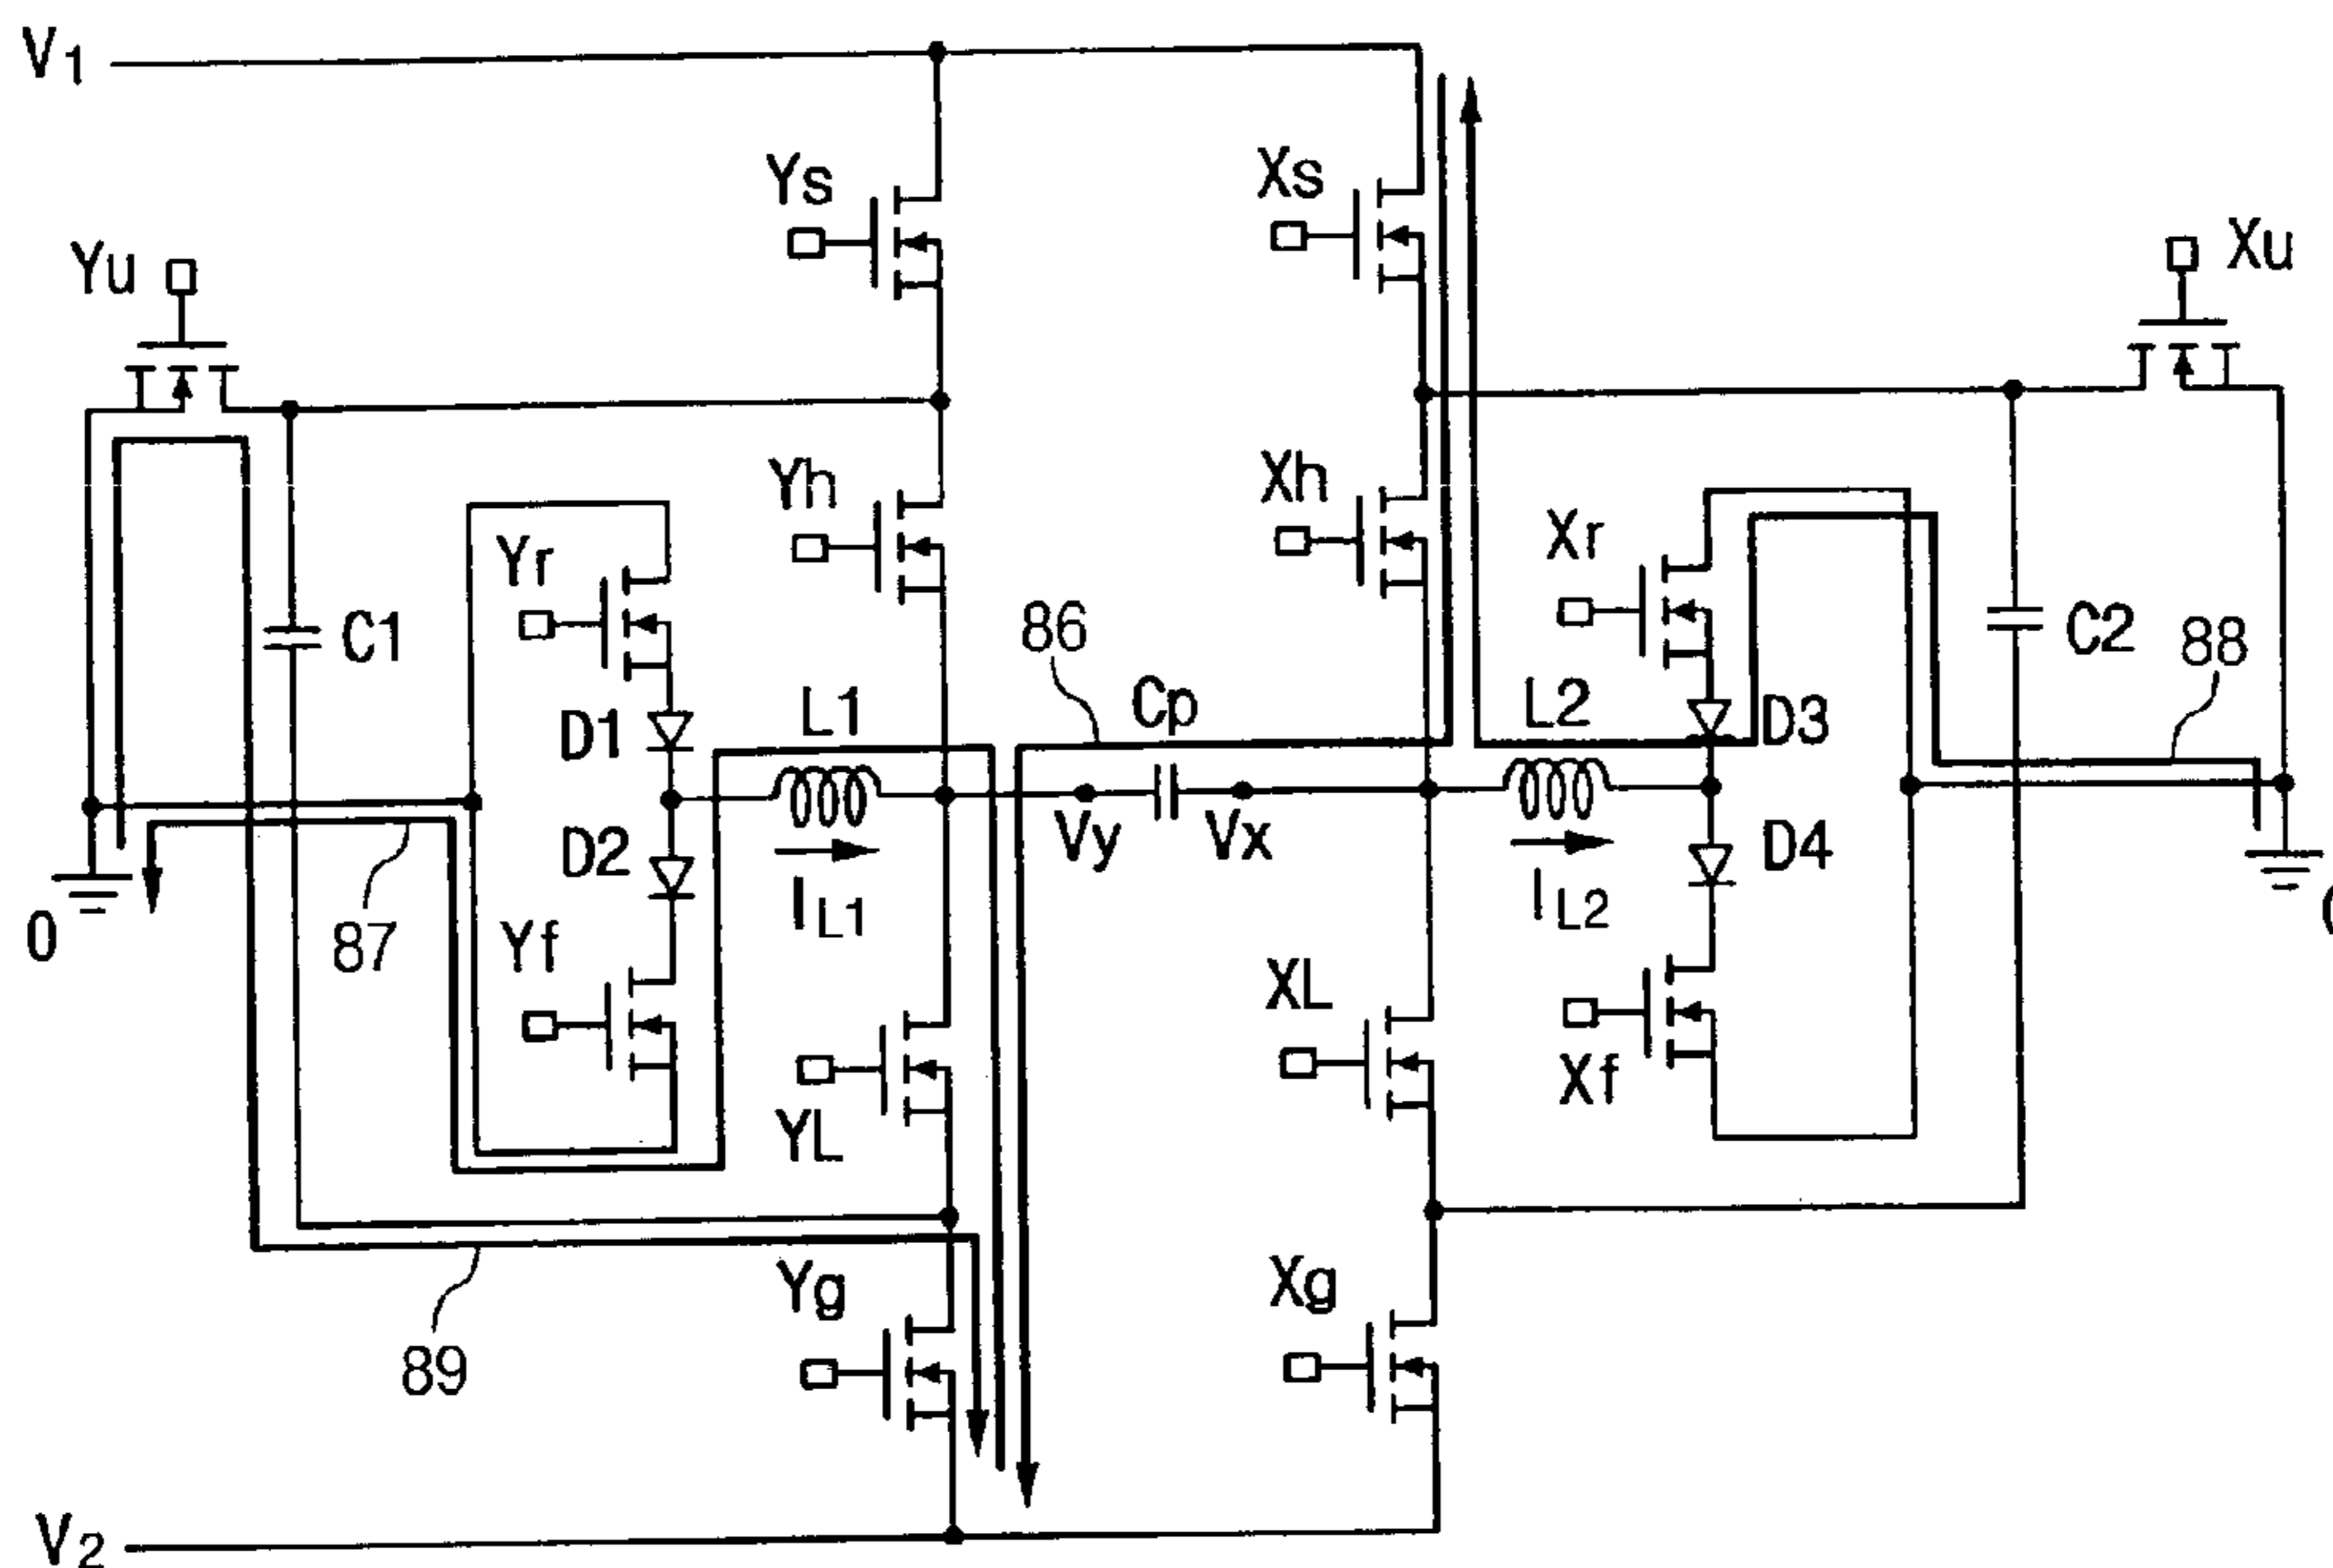 V1
Ys
Xs
Yu
Xu
Yh
Xh
Yr
Xr
C1
86
C2
88
Cp
L1
L2
D1
D3
Vy
Vx
D2
D4
IL1
IL2
0
87
Yf
XL
Xf
YL
Yg
Xg
89
V2